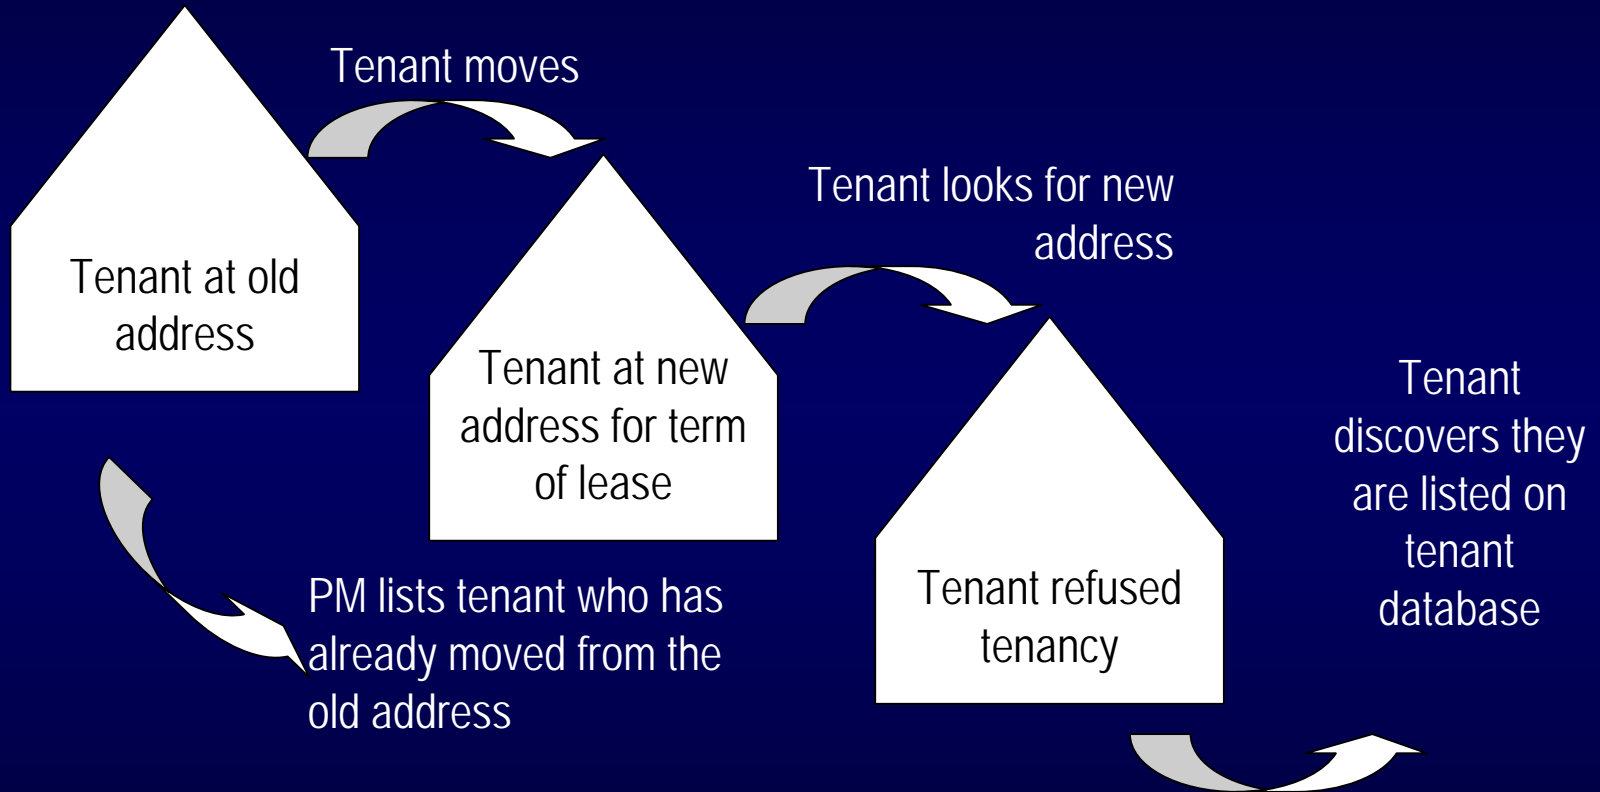 Tenant moves
Tenant at old
address
Tenant looks for new
address
Tenant at new
address for term
of lease
PM lists tenant who has
already moved from the
old address
Tenant refused
tenancy
Tenant
discovers they
are listed on
tenant
database